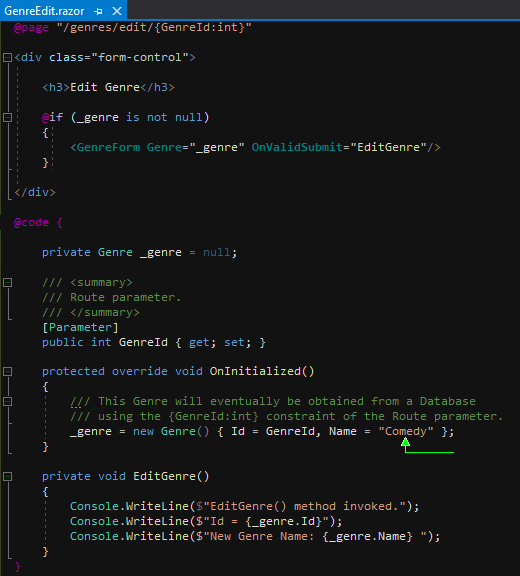 GenreEdit.razor
@page "/genres/edit/{GenreId:int}"
<div class="form-control">
<h3>Edit Genre</h3>
@if (_genre is not null)
{
<GenreForm Genre="_genre" OnValidSubmit="EditGenre"/>
}
</div>
@code {
private Genre _genre = null;
/// <summary>
/// Route parameter.
/// </summary>
[Parameter]
public int GenreId { get; set; }
protected override void OnInitialized()
{
/// This Genre will eventually be obtained from a Database
/// using the {GenreId:int} constraint of the Route parameter.
_genre = new Genre() { Id = GenreId, Name = "Comedy" };
}
private void EditGenre()
{
Console.WriteLine($"EditGenre() method invoked.");
Console.WriteLine($"Id = {_genre.Id}");
Console.WriteLine($"New Genre Name: {_genre.Name} ");
}
}